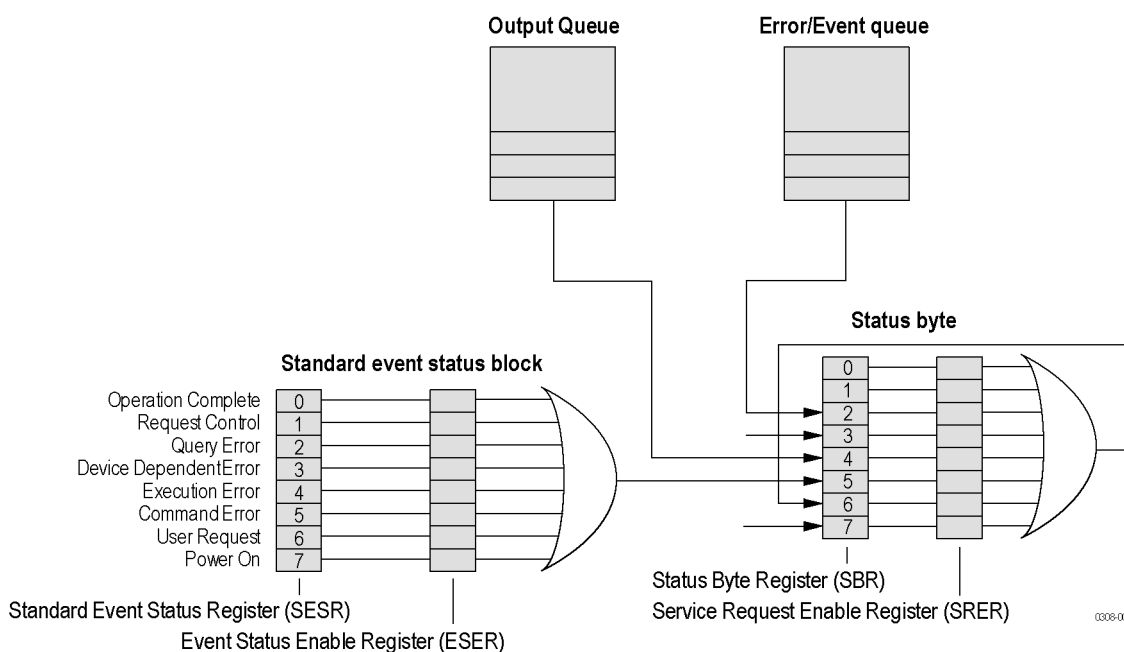 Output Queue
Error/Event queue
Status byte
Standard event status block
Operation Complete
Request Control
Query Error
Device Dependent Error
Execution Error
Command Error
User Request
Power On
0
1
2
3
4
5
6
7
0
1
2
3
4
5
6
7
Standard Event Status Register (SESR)
Event Status Enable Register (ESER)
Status Byte Register (SBR)
Service Request Enable Register (SRER)